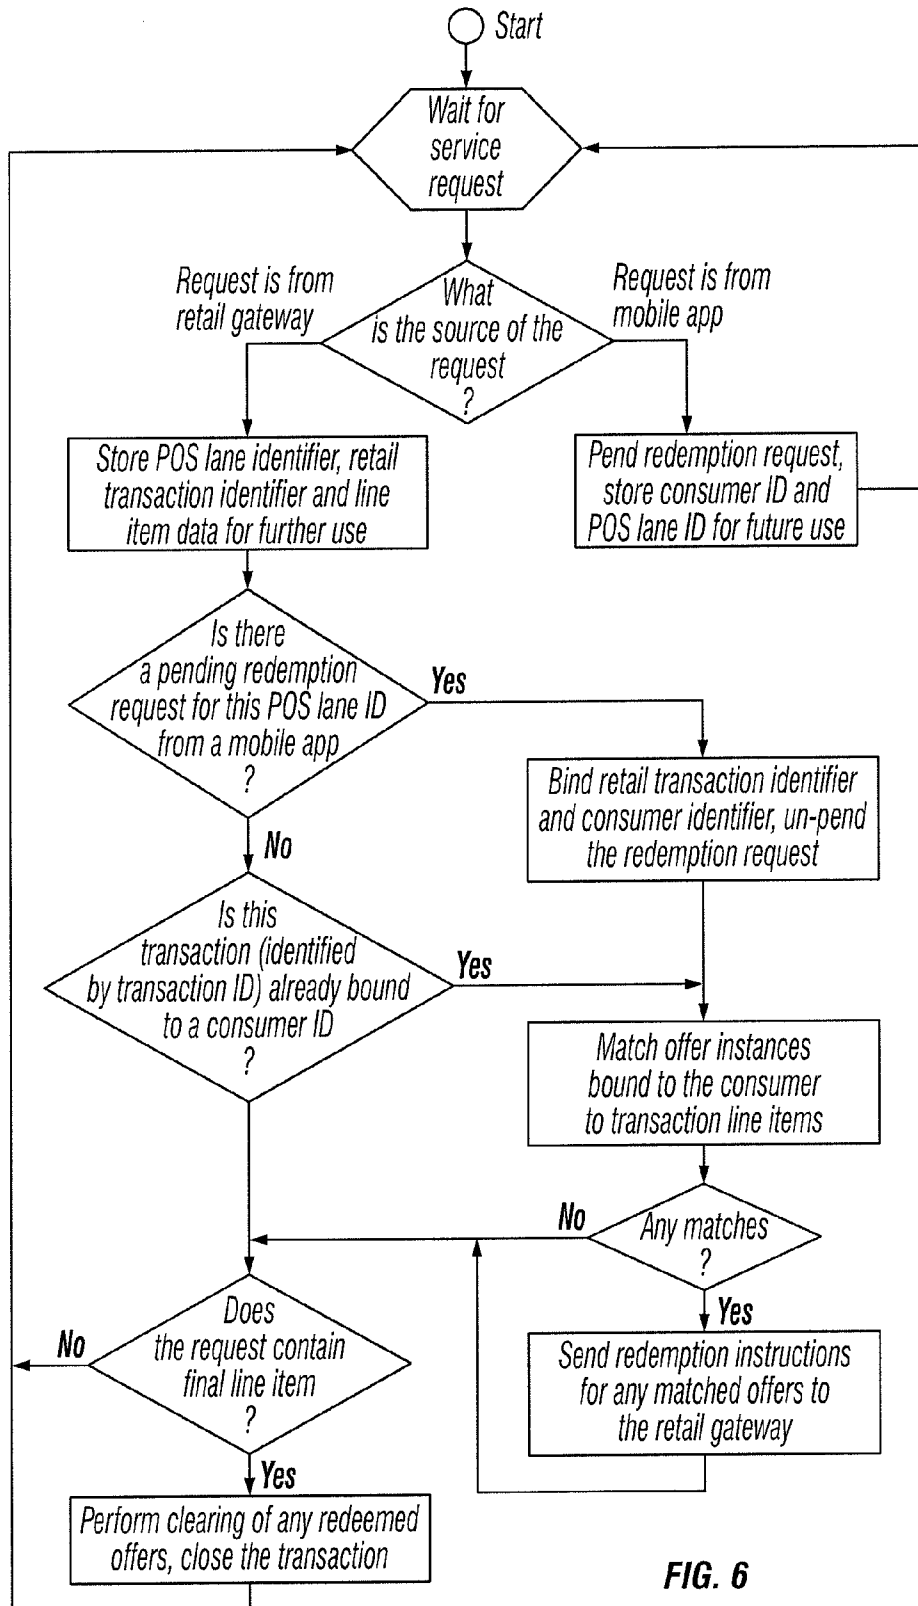 Start
Wait for
service
request
Request is from
retail gateway
What
is the source of the
request
?
Request is from
mobile app
Store POS lane identifier, retail
transaction identifier and line
item data for further use
Pend redemption request,
store consumer ID and
POS lane ID for future use
Is there
a pending redemption
request for this POS lane ID
from a mobile app
?
Yes
Bind retail transaction identifier
and consumer identifier, un-pend
the redemption request
No
Is this
transaction (identified
by transaction ID) already bound
to a consumer ID
?
Yes
Match offer instances
bound to the consumer
to transaction line items
No
Any matches
?
Yes
Does
the request contain
final line item
?
No
Send redemption instructions
for any matched offers to
the retail gateway
Yes
Perform clearing of any redeemed
offers, close the transaction
FIG. 6